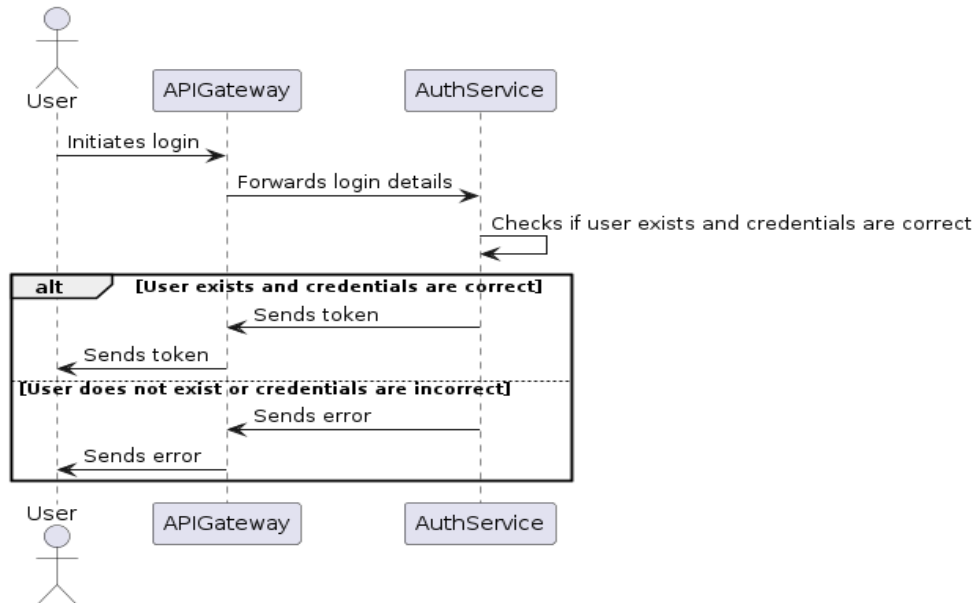 User
APIGateway
AuthService
Initiates login
Forwards login details
Checks if user exists and credentials are correct
alt
[User exists and credentials are correct]
Sends token
Sends token
[User does not exist or credentials are incorrect]
Sends error
Sends error
User
APIGateway
AuthService